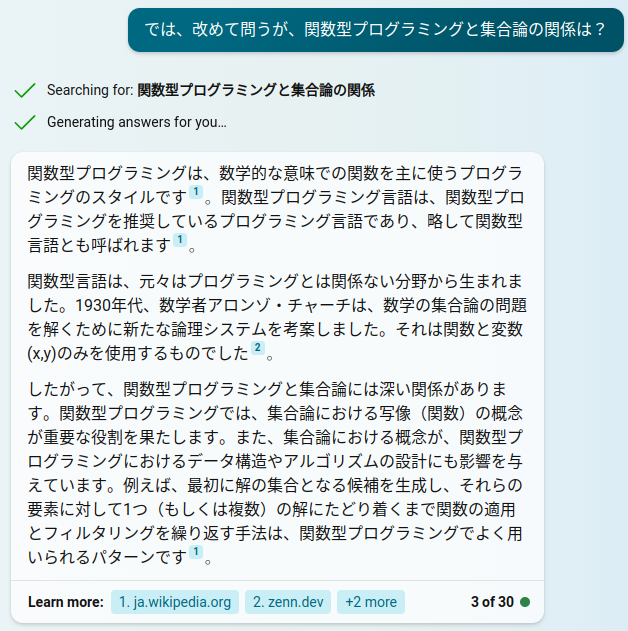 では、改めて問うが、関数型プログラミングと集合論の関係は？
Searching for: 関数型プログラミングと集合論の関係
Generating answers for you…
関数型プログラミングは、数学的な意味での関数を主に使うプログラ
ミングのスタイルです 1 。関数型プログラミング言語は、関数型プロ
グラミングを推奨しているプログラミング言語であり、略して関数型
言語とも呼ばれます 1 。
関数型言語は、元々はプログラミングとは関係ない分野から生まれま
した。1930年代、数学者アロンゾ・チャーチは、数学の集合論の問題
を解くために新たな論理システムを考案しました。それは関数と変数
(x,y)のみを使用するものでした 2 。
したがって、関数型プログラミングと集合論には深い関係がありま
す。関数型プログラミングでは、集合論における写像（関数）の概念
が重要な役割を果たします。また、集合論における概念が、関数型プ
ログラミングにおけるデータ構造やアルゴリズムの設計にも影響を与
えています。例えば、最初に解の集合となる候補を生成し、それらの
要素に対して1つ（もしくは複数）の解にたどり着くまで関数の適用
とフィルタリングを繰り返す手法は、関数型プログラミングでよく用
いられるパターンです 1 。
Learn more: 1. ja.wikipedia.org 2. zenn.dev +2 more 3 of 30